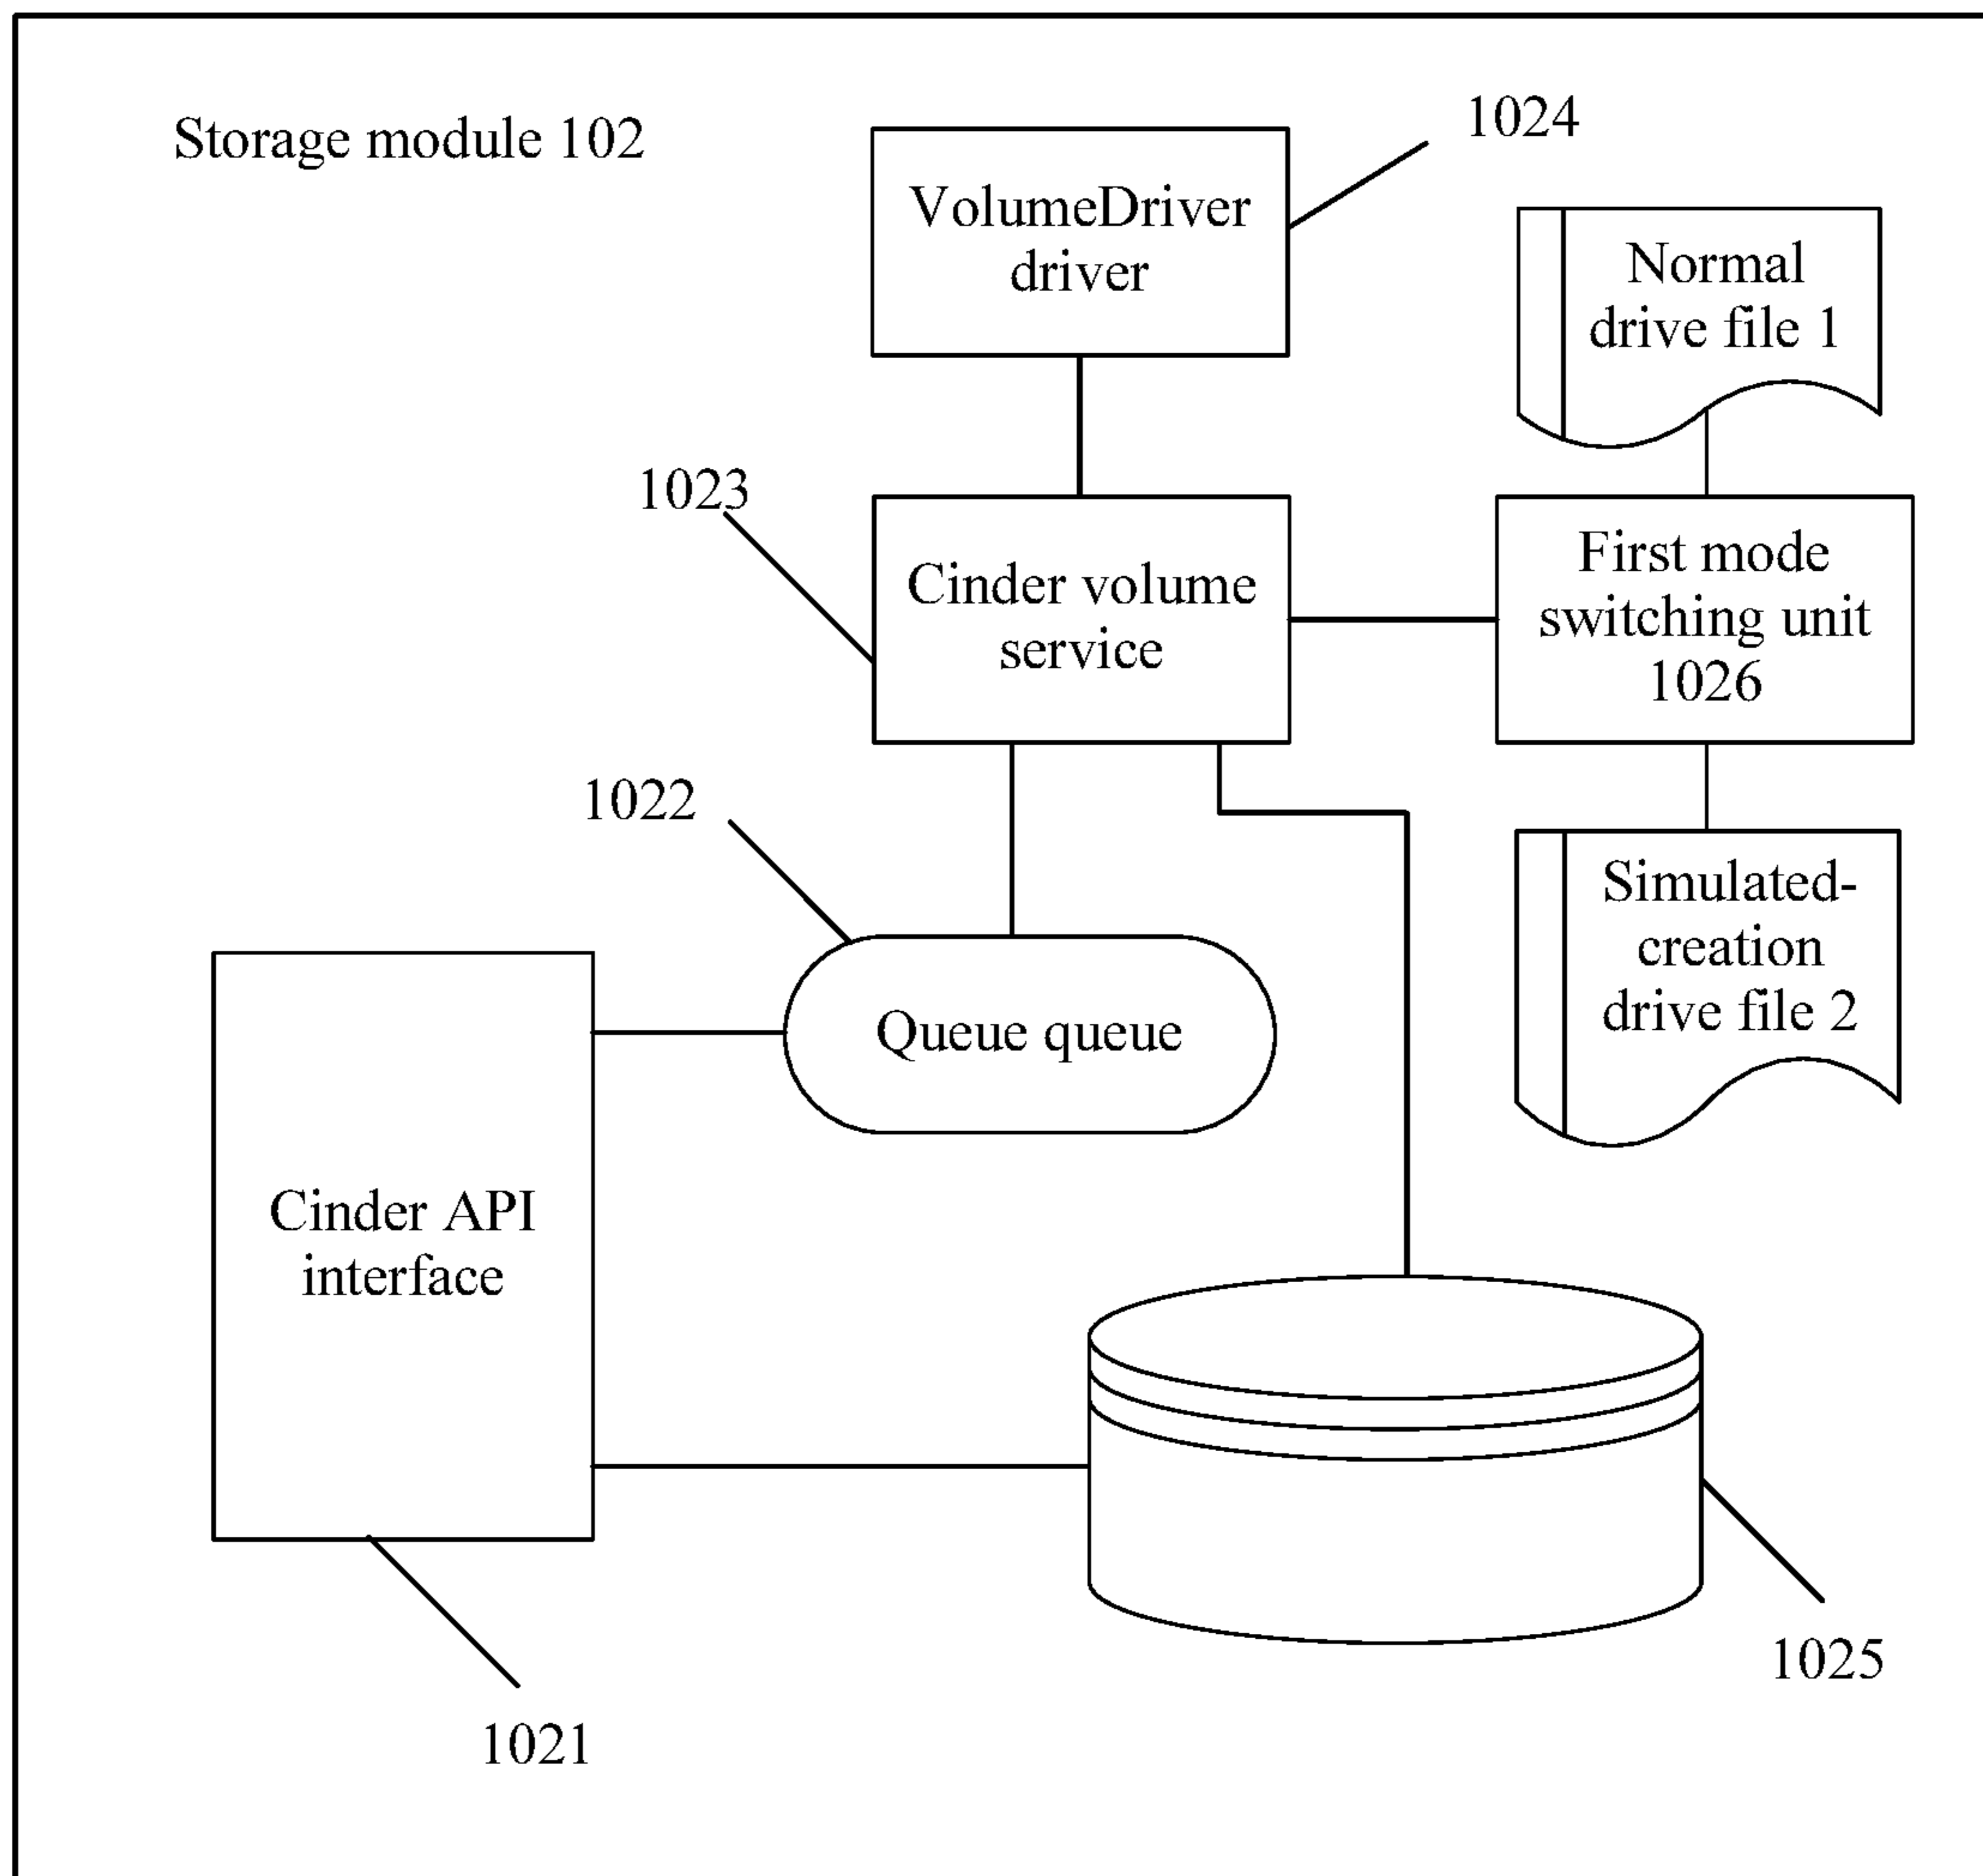 Storage module 102
1024
VolumeDriver
driver
Normal
drive file 1
1023
Cinder volume
service
First mode
switching unit
1026
1022
Simulated-
creation
drive file 2
Queue queue
Cinder API
interface
1025
1021